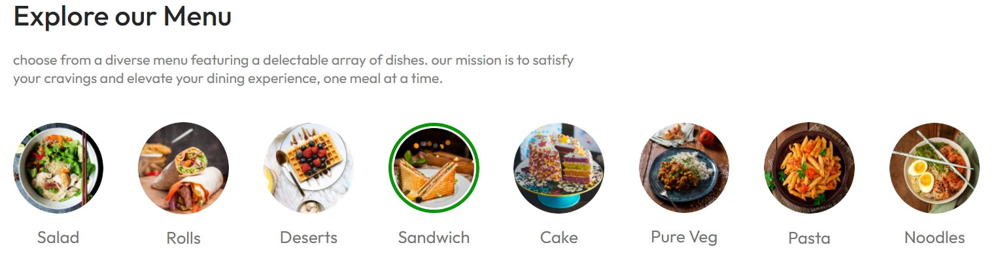 Explore our Menu
choose from a diverse menu featuring a delectable array of dishes. our mission is to satisfy
your cravings and elevate your dining experience, one meal at a time.
Salad
Rolls
Deserts
Sandwich
Cake
Pure Veg
Pasta
Noodles